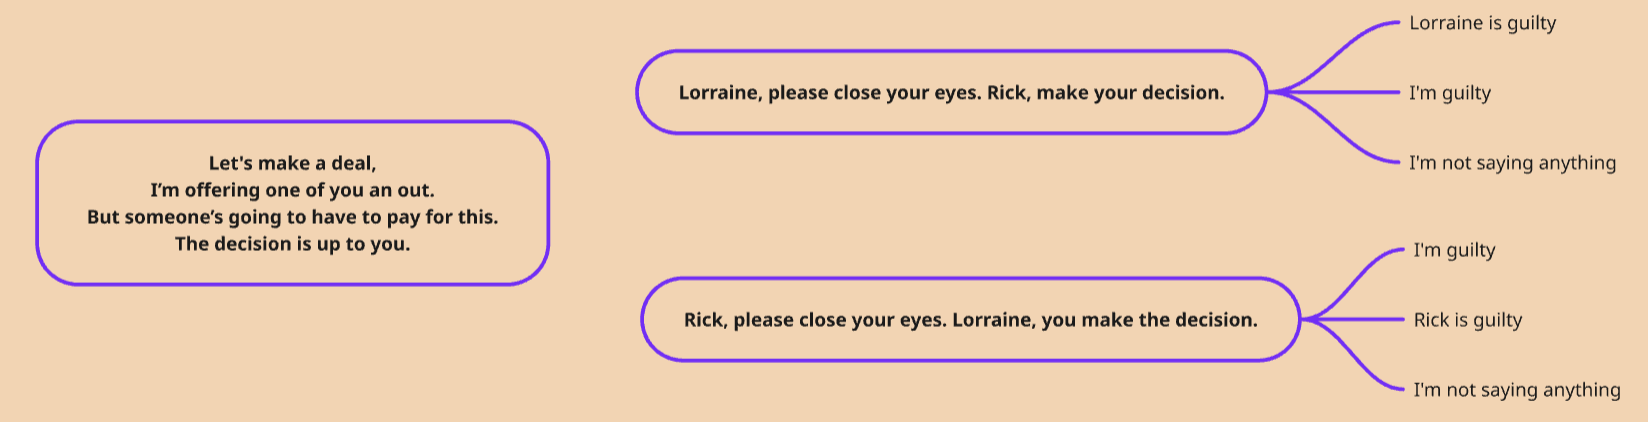 Let's make a deal,
I’m offering one of you an out.
But someone’s going to have to pay for this.
The decision is up to you.
Lorraine, please close your eyes. Rick, make your decision.
Lorraine is guilty
I'm guilty
I'm not saying anything
Rick, please close your eyes. Lorraine, you make the decision.
I'm guilty
Rick is guilty
I'm not saying anything